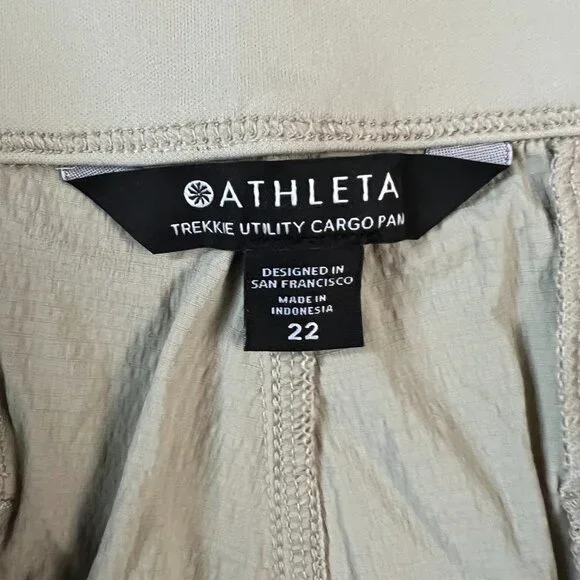 ATHLETA
TREKKIE UTILITY CARGO PAN
DESIGNED IN
SAN FRANCISCO
MADE IN
INDONESIA
22